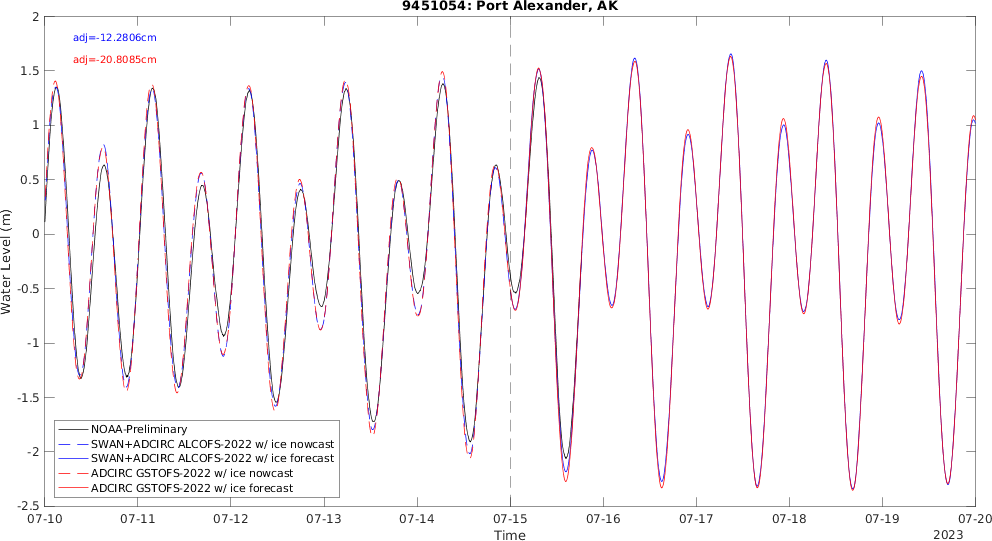 9451054: Port Alexander, AK
adj=-12.2806cm
adj=-20.8085cm
2
1.5
1
0.5
0
-0.5
-1
-1.5
-2
-2.5
Water Level (m)
NOAA-Preliminary
SWAN+ADCIRC ALCOFS-2022 w/ ice nowcast
SWAN+ADCIRC ALCOFS-2022 w/ ice forecast
ADCIRC GSTOFS-2022 w/ ice nowcast
ADCIRC GSTOFS-2022 w/ ice forecast
07-10 07-11 07-12 07-13 07-14 07-15 07-16 07-17 07-18 07-19 07-20
Time
2023